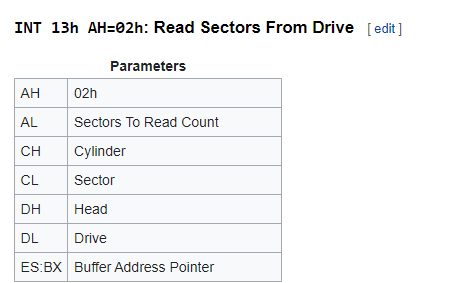 INT 13h AH=02h: Read Sectors From Drive [ edit ]
Parameters
AH 02h
AL Sectors To Read Count
CH Cylinder
CL Sector
DH Head
DL Drive
ES:BX Buffer Address Pointer